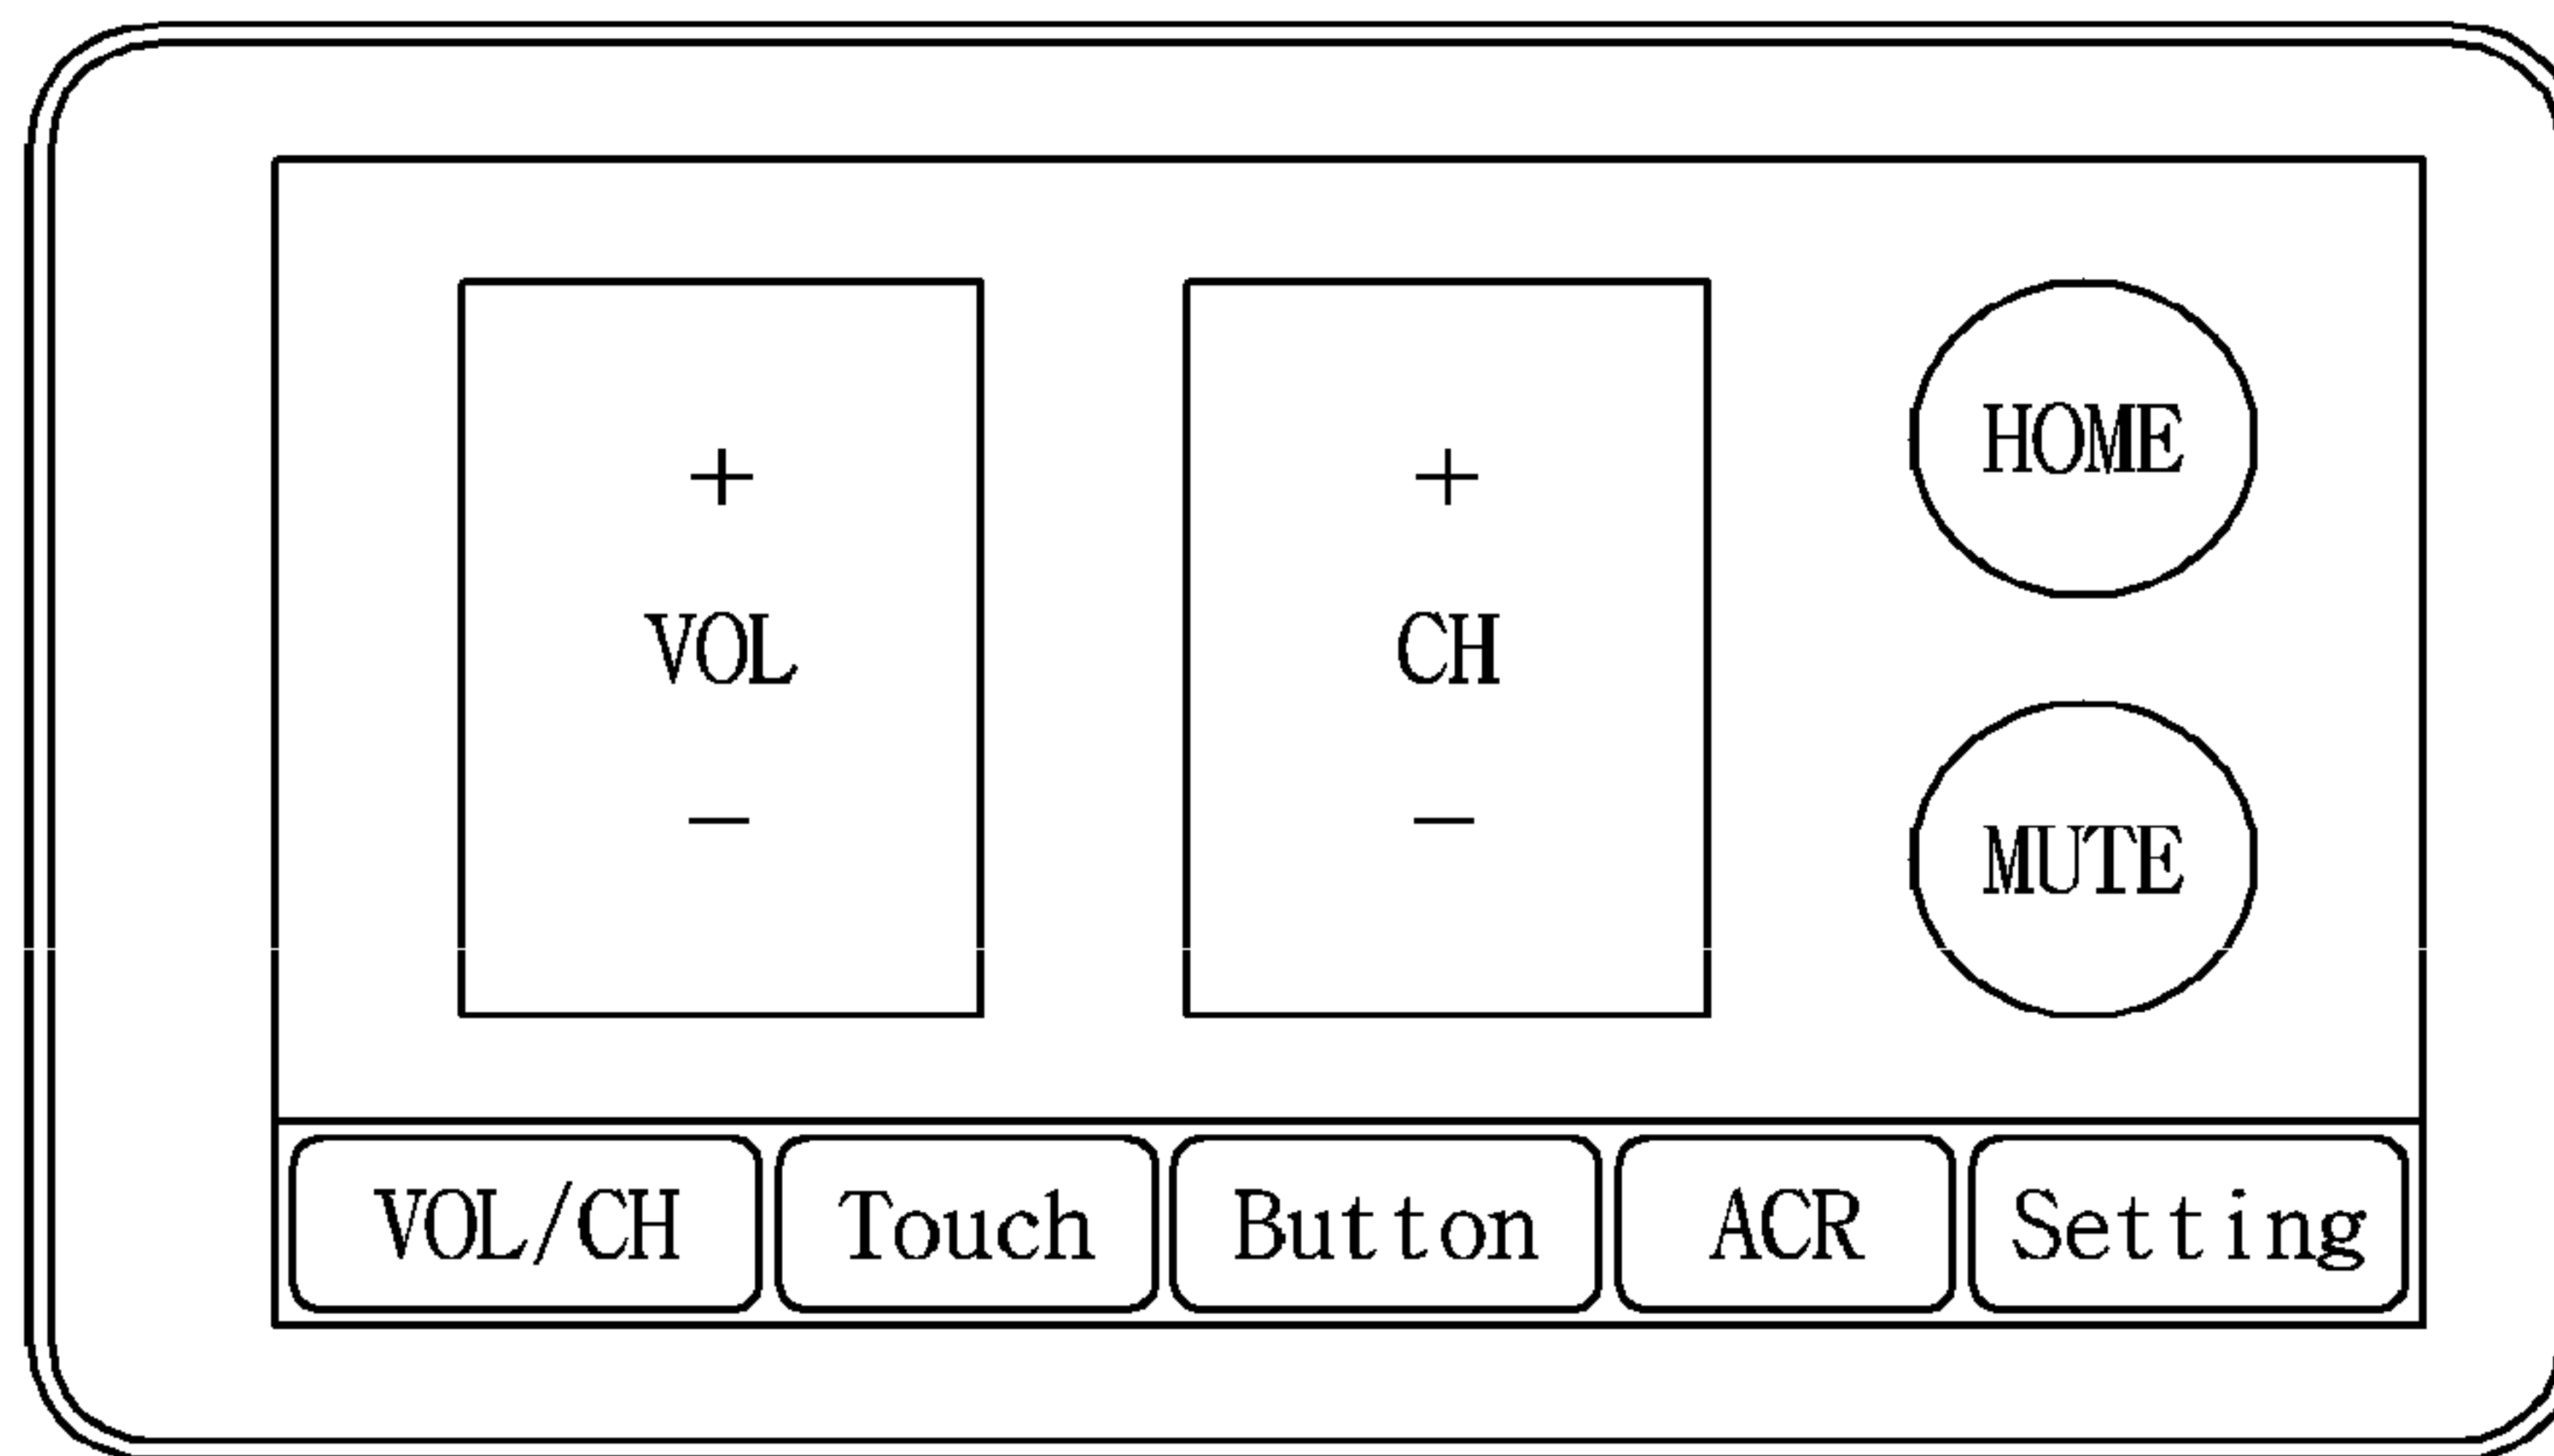 +
VOL
−
+
CH
−
HOME
MUTE
VOL/CH
Touch
Button
ACR
Setting